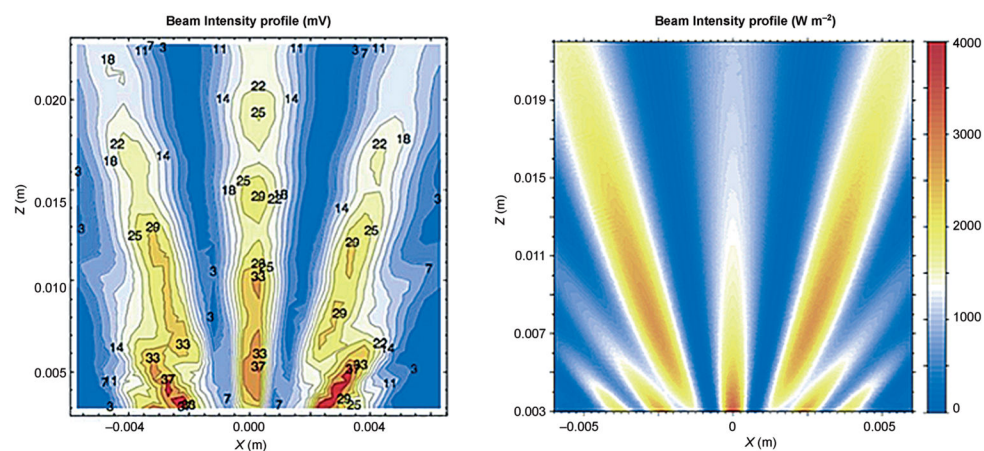 Beam Intensity profile (mV)
Beam Intensity profile (W m⁻²)
3 11 7 3 11 11 3 7 11
18
22
14 14
25
22 18 14 22
18
3 25 18 18 3
29 22
14
3 25 29 29 25
3 28 25 7
33
3 29
14 33 22 14
33 33 33
37 37 37
7 11 11
3 33 7 7 29 25
0.020
0.015
0.010
0.005
Z (m)
−0.004 0.000 0.004
X (m)
0.019
0.015
0.011
0.007
0.003
Z (m)
−0.005 0 0.005
X (m)
4000
3000
2000
1000
0